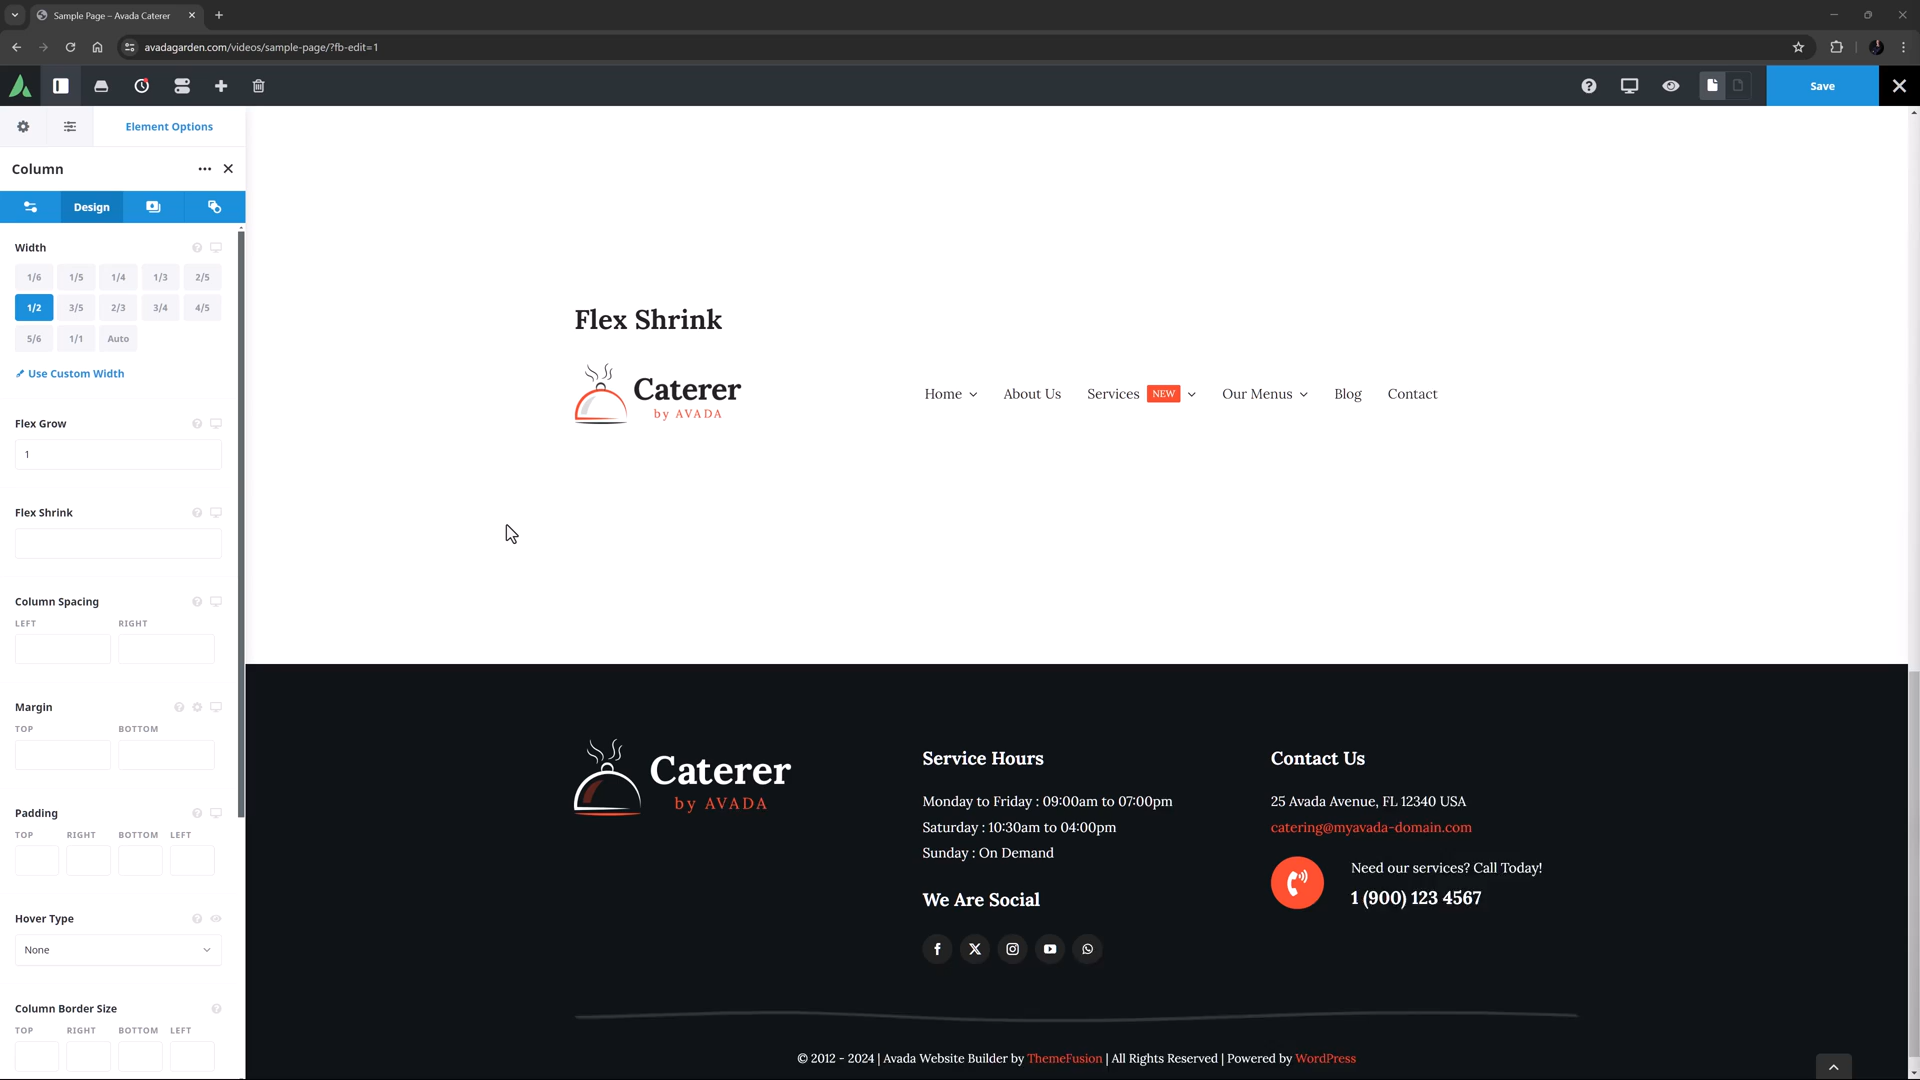 Sample Page – Avada Caterer
avadagarden.com/videos/sample-page/?fb-edit=1
Save
Element Options
Column
Design
Width
1/6 1/5 1/4 1/3 2/5
1/2 3/5 2/3 3/4 4/5
5/6 1/1 Auto
Use Custom Width
Flex Grow
1
Flex Shrink
Column Spacing
LEFT RIGHT
Margin
TOP BOTTOM
Padding
TOP RIGHT BOTTOM LEFT
Hover Type
None
Column Border Size
TOP RIGHT BOTTOM LEFT
Flex Shrink
Caterer
by AVADA
Home About Us Services NEW Our Menus Blog Contact
Caterer
by AVADA
Service Hours
Monday to Friday : 09:00am to 07:00pm
Saturday : 10:30am to 04:00pm
Sunday : On Demand
We Are Social
Contact Us
25 Avada Avenue, FL 12340 USA
catering@myavada-domain.com
Need our services? Call Today!
1 (900) 123 4567
© 2012 - 2024 | Avada Website Builder by ThemeFusion | All Rights Reserved | Powered by WordPress